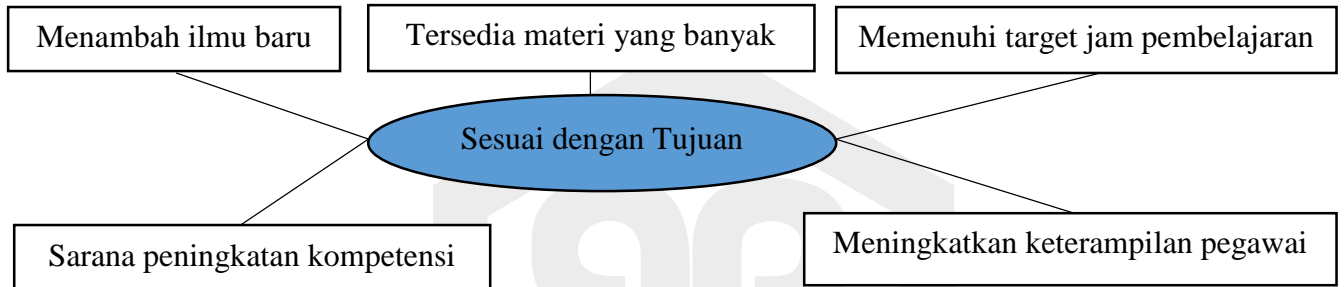 Menambah ilmu baru
Tersedia materi yang banyak
Memenuhi target jam pembelajaran
Sesuai dengan Tujuan
Sarana peningkatan kompetensi
Meningkatkan keterampilan pegawai